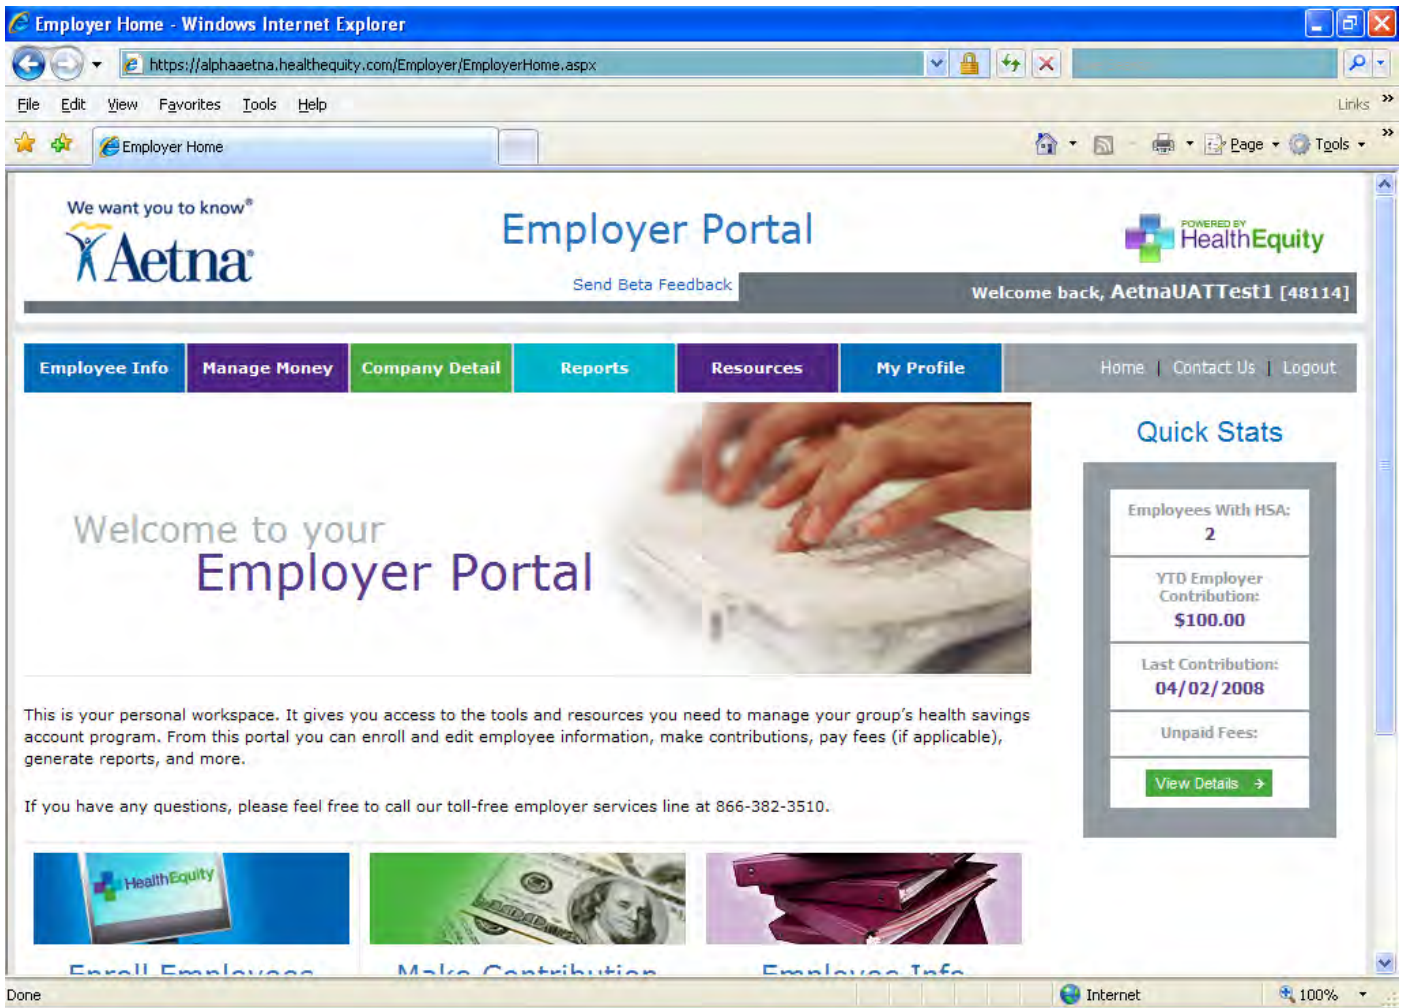 Employer Home - Windows Internet Explorer
https://alphaaetna.healthequity.com/Employer/EmployerHome.aspx
File Edit View Favorites Tools Help
Links »
Employer Home
Page Tools »
We want you to know®
Aetna®
Employer Portal
POWERED BY
HealthEquity
Send Beta Feedback
Welcome back, AetnaUATTest1 [48114]
Employee Info Manage Money Company Detail Reports Resources My Profile Home | Contact Us | Logout
Welcome to your
Employer Portal
Quick Stats
Employees With HSA:
2
YTD Employer
Contribution:
$100.00
Last Contribution:
04/02/2008
Unpaid Fees:
View Details
This is your personal workspace. It gives you access to the tools and resources you need to manage your group's health savings
account program. From this portal you can enroll and edit employee information, make contributions, pay fees (if applicable),
generate reports, and more.
If you have any questions, please feel free to call our toll-free employer services line at 866-382-3510.
HealthEquity
Enroll Employees Make Contribution Employee Info
Done Internet 100%